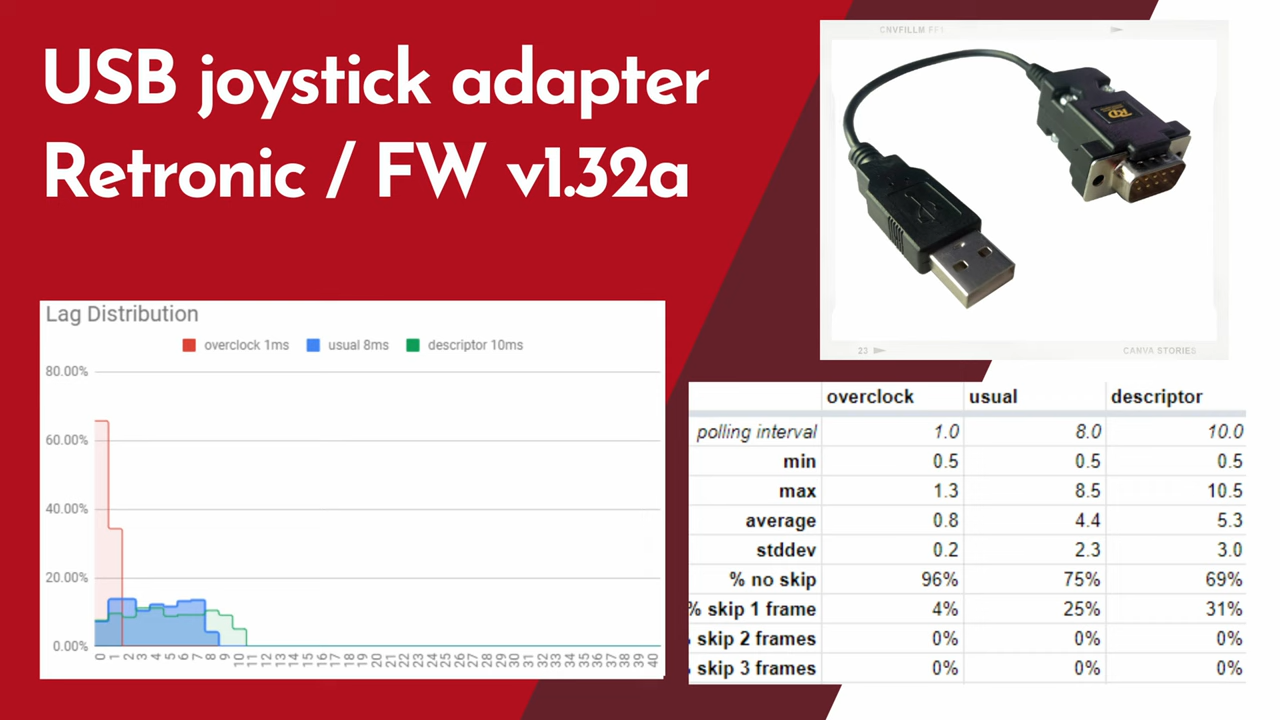 USB joystick adapter
Retronic / FW v1.32a
CNVFILLM FF1
RD
23
CANVA STORIES
Lag Distribution
overclock 1ms usual 8ms descriptor 10ms
80.00%
60.00%
40.00%
20.00%
0.00%
0 1 2 3 4 5 6 7 8 9 10 11 12 13 14 15 16 17 18 19 20 21 22 23 24 25 26 27 28 29 30 31 32 33 34 35 36 37 38 39 40
overclock usual descriptor
polling interval 1.0 8.0 10.0
min 0.5 0.5 0.5
max 1.3 8.5 10.5
average 0.8 4.4 5.3
stddev 0.2 2.3 3.0
% no skip 96% 75% 69%
% skip 1 frame 4% 25% 31%
skip 2 frames 0% 0% 0%
skip 3 frames 0% 0% 0%